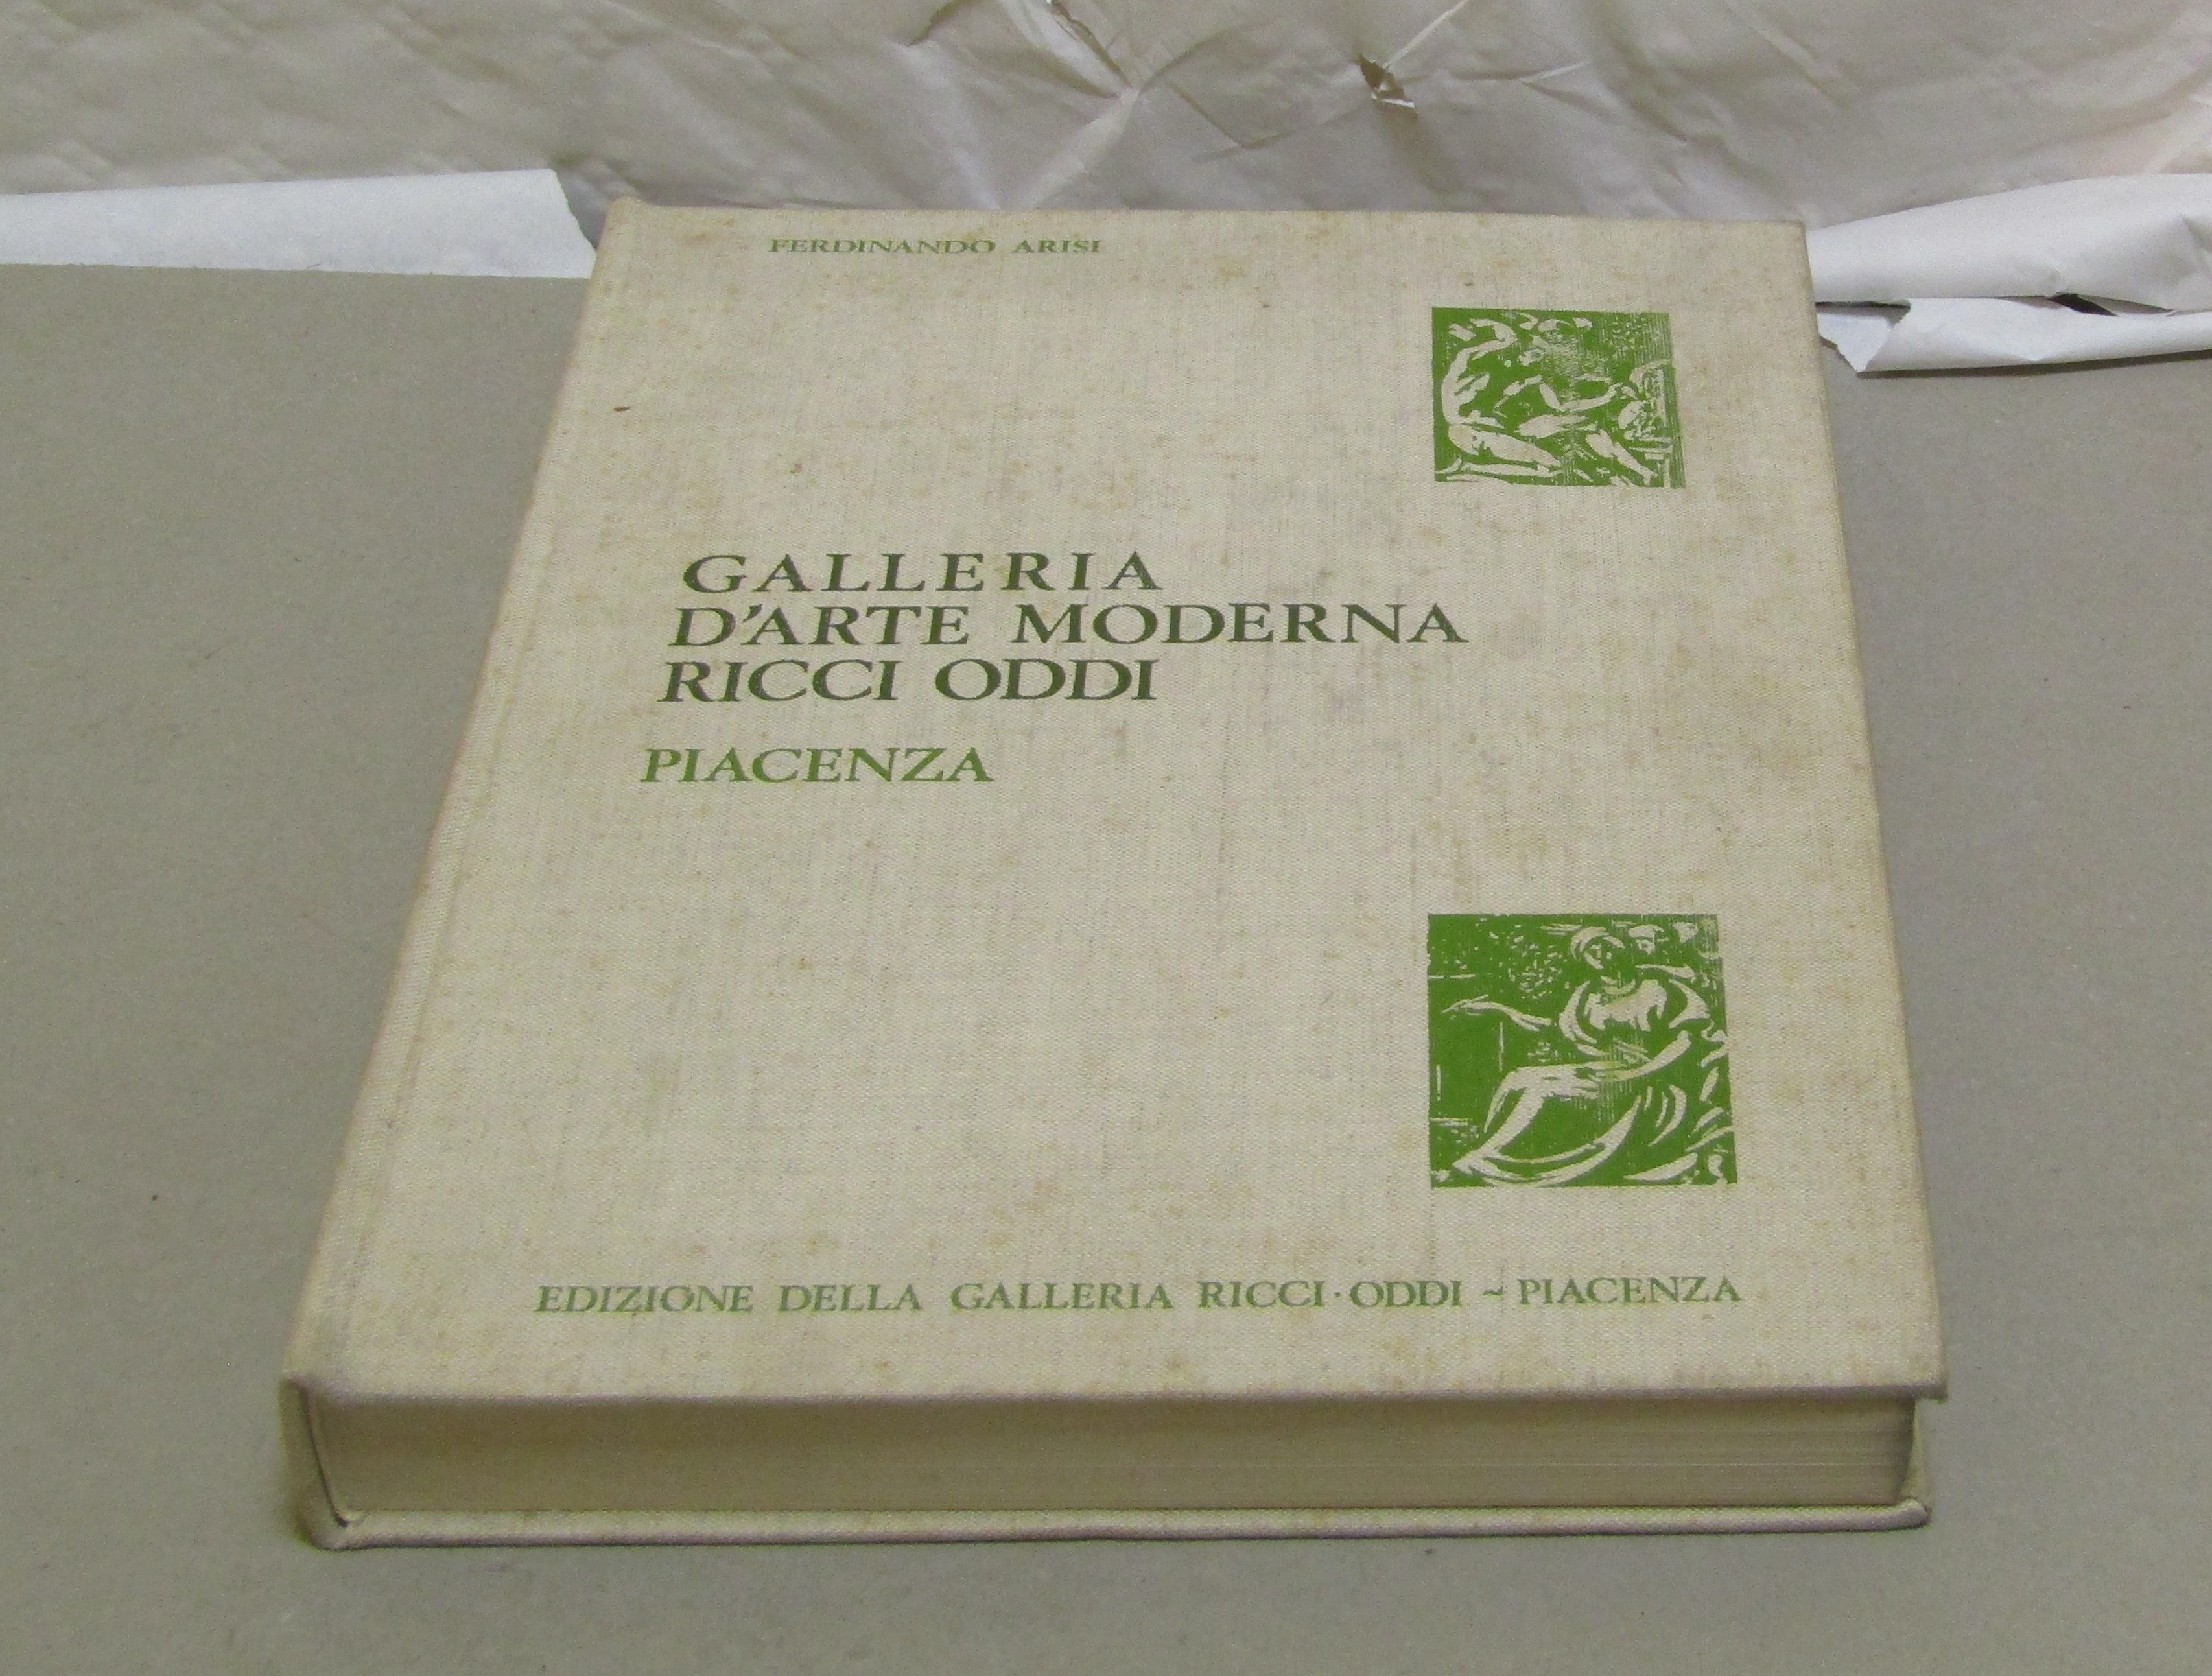 FERDINANDO ARISI
GALLERIA
D'ARTE MODERNA
RICCI ODDI
PIACENZA
EDIZIONE DELLA GALLERIA RICCI·ODDI ~ PIACENZA